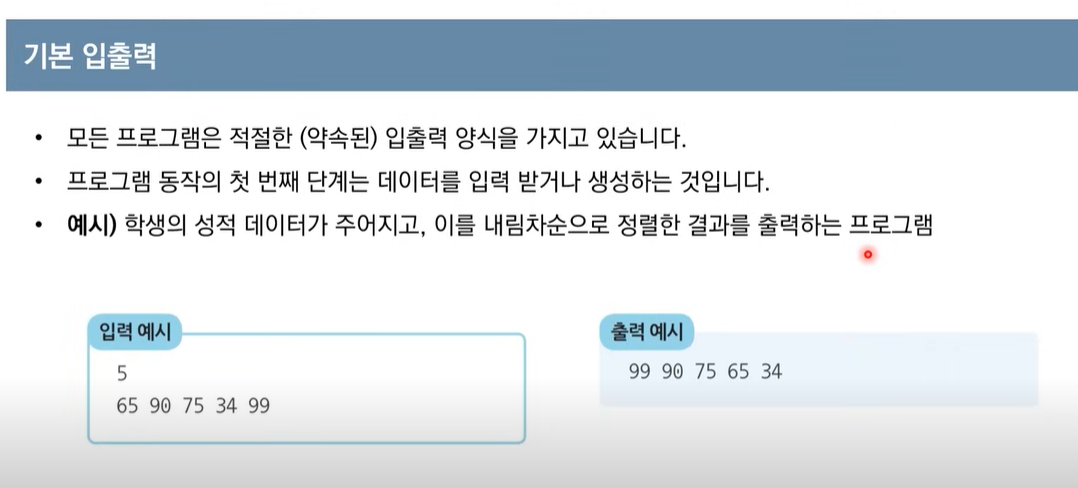 기본 입출력
• 모든 프로그램은 적절한 (약속된) 입출력 양식을 가지고 있습니다.
• 프로그램 동작의 첫 번째 단계는 데이터를 입력 받거나 생성하는 것입니다.
• 예시) 학생의 성적 데이터가 주어지고, 이를 내림차순으로 정렬한 결과를 출력하는 프로그램
입력 예시
5
65 90 75 34 99
출력 예시
99 90 75 65 34